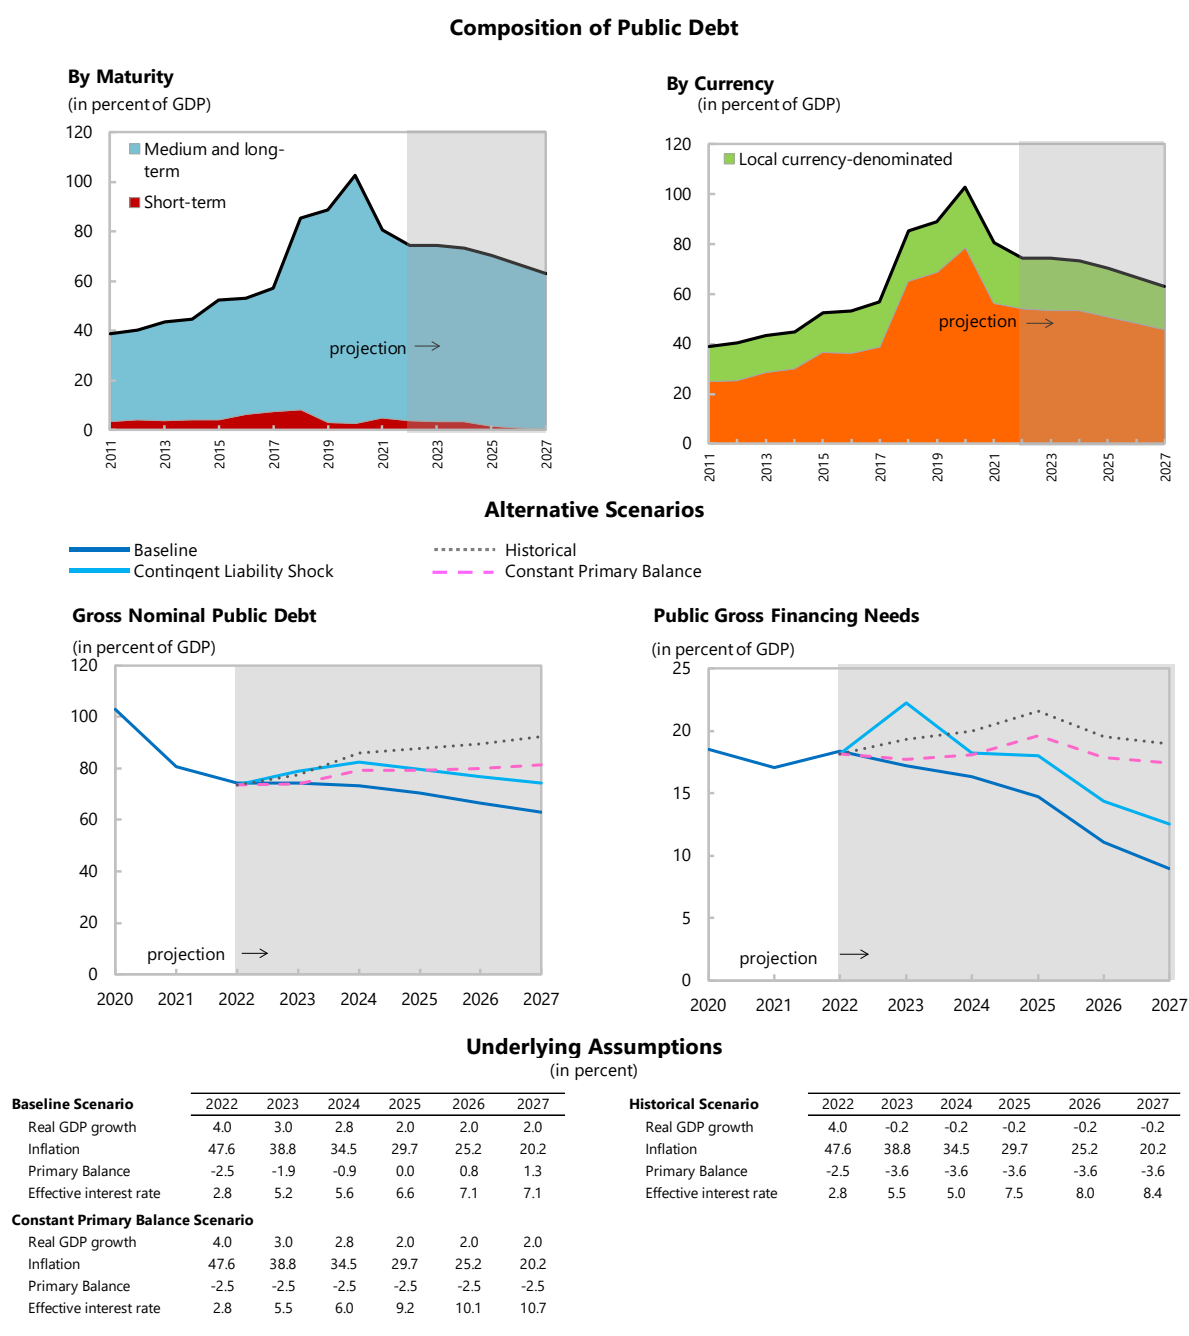 Composition of Public Debt
By Maturity
(in percent of GDP)
120
100
80
60
40
20
0
Medium and long-
term
Short-term
projection
2011
2013
2015
2017
2019
2021
2023
2025
2027
By Currency
(in percent of GDP)
120
100
80
60
40
20
0
Local currency-denominated
projection
2011
2013
2015
2017
2019
2021
2023
2025
2027
Alternative Scenarios
Baseline
Historical
Contingent Liability Shock
Constant Primary Balance
Gross Nominal Public Debt
(in percent of GDP)
120
100
80
60
40
20
0
projection
2020 2021 2022 2023 2024 2025 2026 2027
Public Gross Financing Needs
(in percent of GDP)
25
20
15
10
5
0
projection
2020 2021 2022 2023 2024 2025 2026 2027
Underlying Assumptions
(in percent)
Baseline Scenario 2022 2023 2024 2025 2026 2027
Real GDP growth 4.0 3.0 2.8 2.0 2.0 2.0
Inflation 47.6 38.8 34.5 29.7 25.2 20.2
Primary Balance -2.5 -1.9 -0.9 0.0 0.8 1.3
Effective interest rate 2.8 5.2 5.6 6.6 7.1 7.1
Constant Primary Balance Scenario
Real GDP growth 4.0 3.0 2.8 2.0 2.0 2.0
Inflation 47.6 38.8 34.5 29.7 25.2 20.2
Primary Balance -2.5 -2.5 -2.5 -2.5 -2.5 -2.5
Effective interest rate 2.8 5.5 6.0 9.2 10.1 10.7
Historical Scenario 2022 2023 2024 2025 2026 2027
Real GDP growth 4.0 -0.2 -0.2 -0.2 -0.2 -0.2
Inflation 47.6 38.8 34.5 29.7 25.2 20.2
Primary Balance -2.5 -3.6 -3.6 -3.6 -3.6 -3.6
Effective interest rate 2.8 5.5 5.0 7.5 8.0 8.4